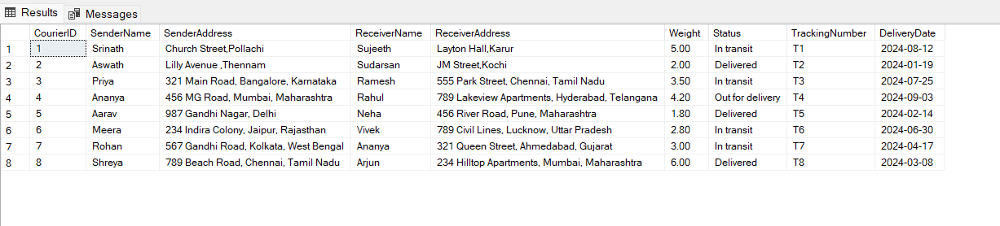 Results Messages
CourierID SenderName SenderAddress ReceiverName ReceiverAddress Weight Status TrackingNumber DeliveryDate
1 1 Srinath Church Street,Pollachi Sujeeth Layton Hall,Karur 5.00 In transit T1 2024-08-12
2 2 Aswath Lilly Avenue ,Thennam Sudarsan JM Street,Kochi 2.00 Delivered T2 2024-01-19
3 3 Priya 321 Main Road, Bangalore, Karnataka Ramesh 555 Park Street, Chennai, Tamil Nadu 3.50 In transit T3 2024-07-25
4 4 Ananya 456 MG Road, Mumbai, Maharashtra Rahul 789 Lakeview Apartments, Hyderabad, Telangana 4.20 Out for delivery T4 2024-09-03
5 5 Aarav 987 Gandhi Nagar, Delhi Neha 456 River Road, Pune, Maharashtra 1.80 Delivered T5 2024-02-14
6 6 Meera 234 Indira Colony, Jaipur, Rajasthan Vivek 789 Civil Lines, Lucknow, Uttar Pradesh 2.80 In transit T6 2024-06-30
7 7 Rohan 567 Gandhi Road, Kolkata, West Bengal Ananya 321 Queen Street, Ahmedabad, Gujarat 3.00 In transit T7 2024-04-17
8 8 Shreya 789 Beach Road, Chennai, Tamil Nadu Arjun 234 Hilltop Apartments, Mumbai, Maharashtra 6.00 Delivered T8 2024-03-08